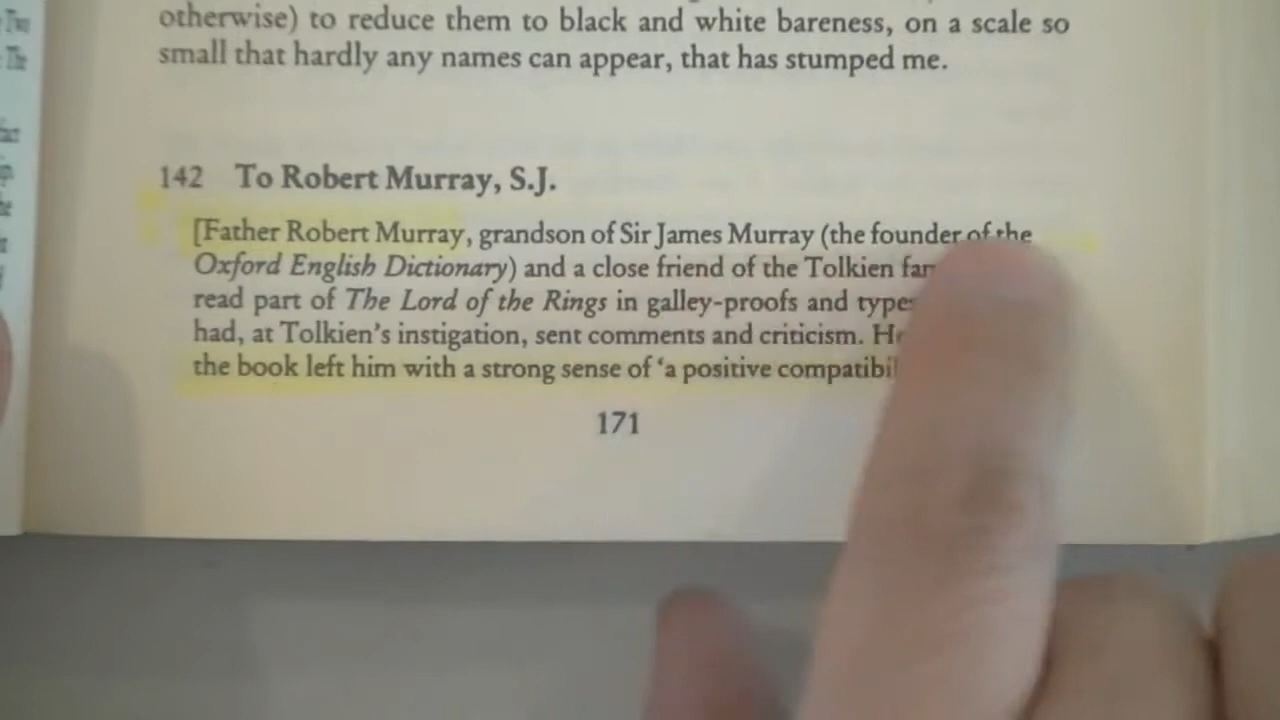 otherwise) to reduce them to black and white bareness, on a scale so
small that hardly any names can appear, that has stumped me.
142 To Robert Murray, S.J.
[Father Robert Murray, grandson of Sir James Murray (the founder of the
Oxford English Dictionary) and a close friend of the Tolkien
read part of The Lord of the Rings in galley-proofs and
had, at Tolkien's instigation, sent comments and criticism.
the book left him with a strong sense of 'a positive
171